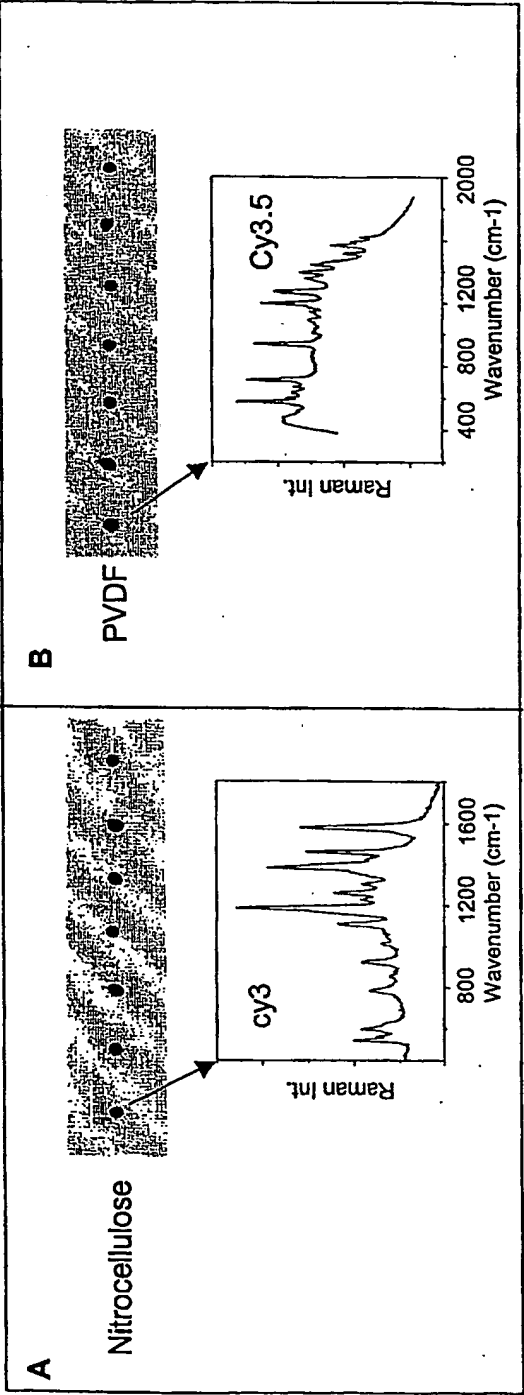 A
Nitrocellulose
cy3
Raman Int.
800 1200 1600
Wavenumber (cm-1)
B
PVDF
Cy3.5
Raman Int.
400 800 1200 2000
Wavenumber (cm-1)